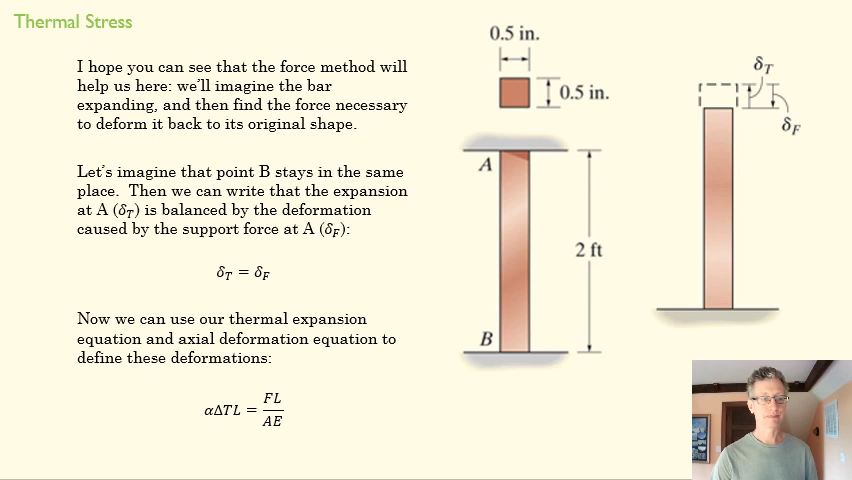 Thermal Stress
I hope you can see that the force method will
help us here: we'll imagine the bar
expanding, and then find the force necessary
to deform it back to its original shape.
Let's imagine that point B stays in the same
place. Then we can write that the expansion
at A (δT) is balanced by the deformation
caused by the support force at A (δF):
δT = δF
Now we can use our thermal expansion
equation and axial deformation equation to
define these deformations:
αΔTL = FL/AE
0.5 in.
0.5 in.
A
2 ft
B
δT
δF